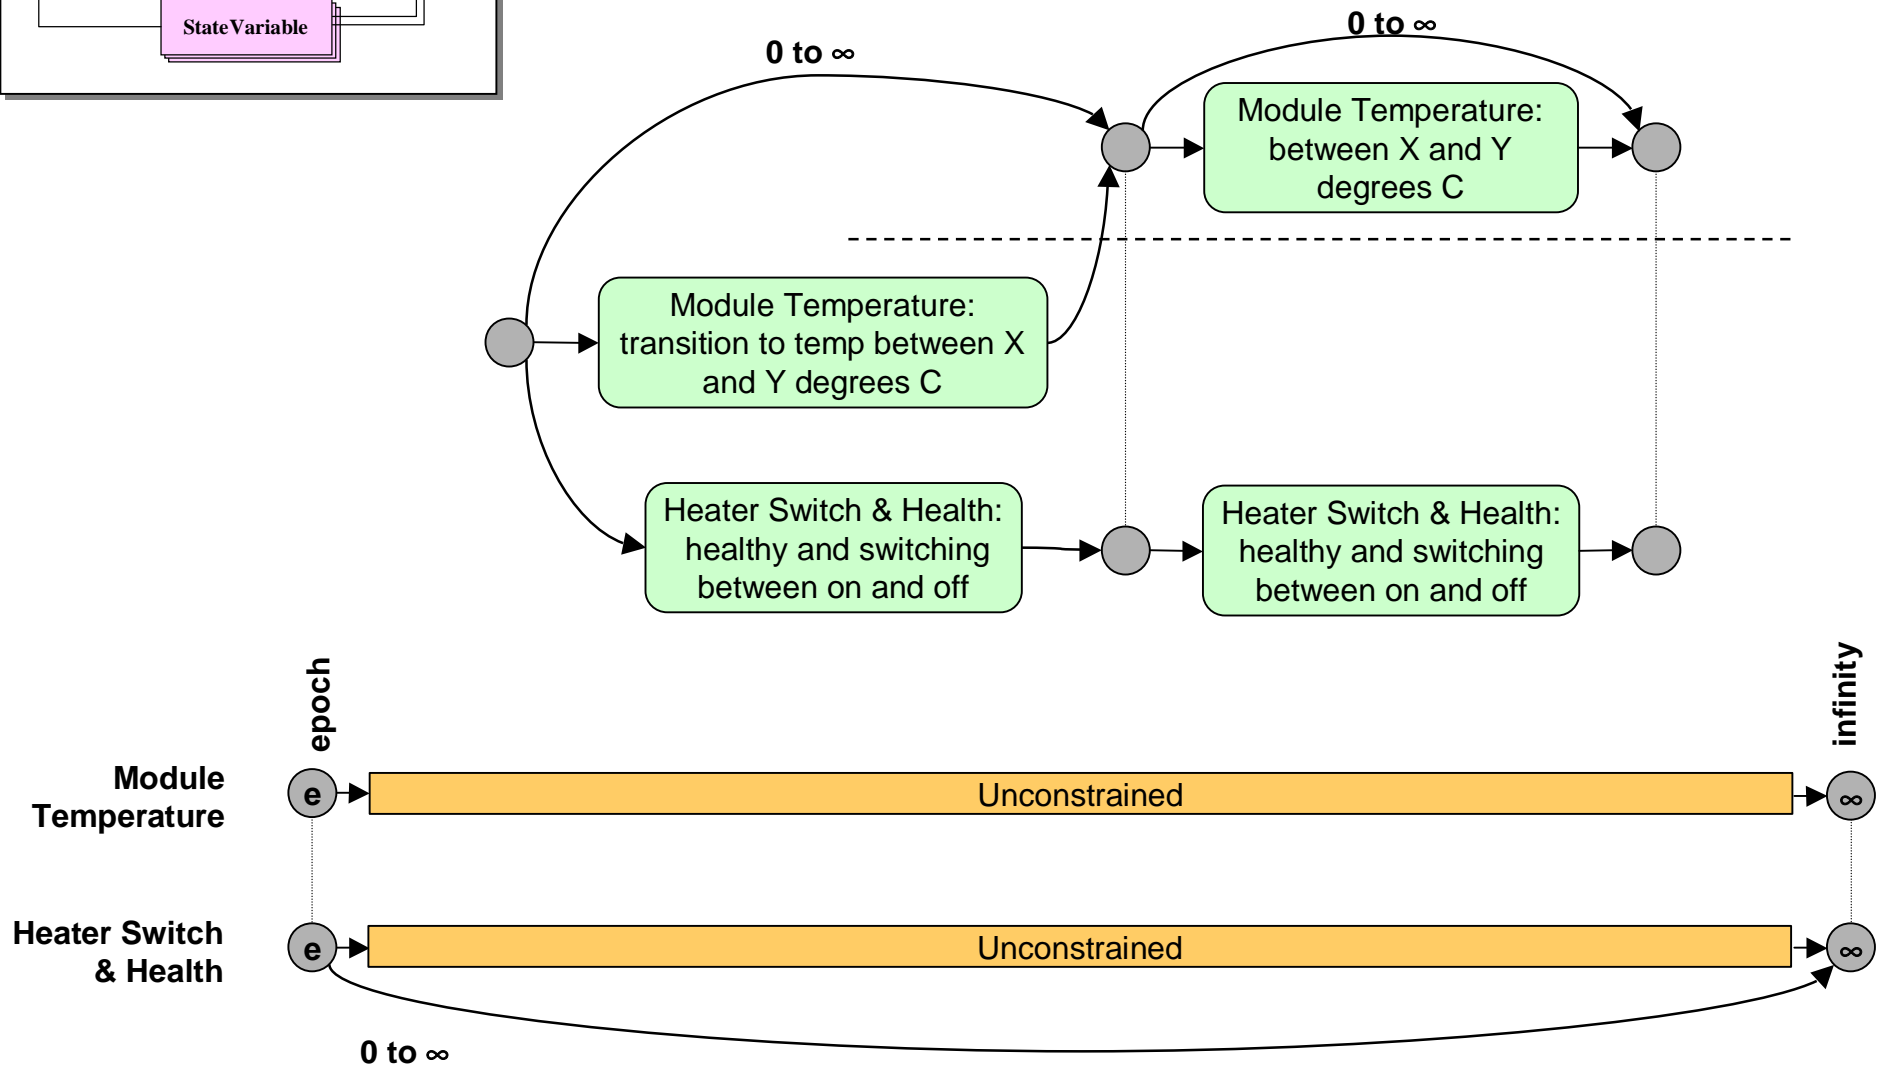 StateVariable
0 to ∞
0 to ∞
Module Temperature:
between X and Y
degrees C
Module Temperature:
transition to temp between X
and Y degrees C
Heater Switch & Health:
healthy and switching
between on and off
Heater Switch & Health:
healthy and switching
between on and off
epoch
infinity
Module
Temperature
e
Unconstrained
∞
Heater Switch
& Health
e
Unconstrained
∞
0 to ∞